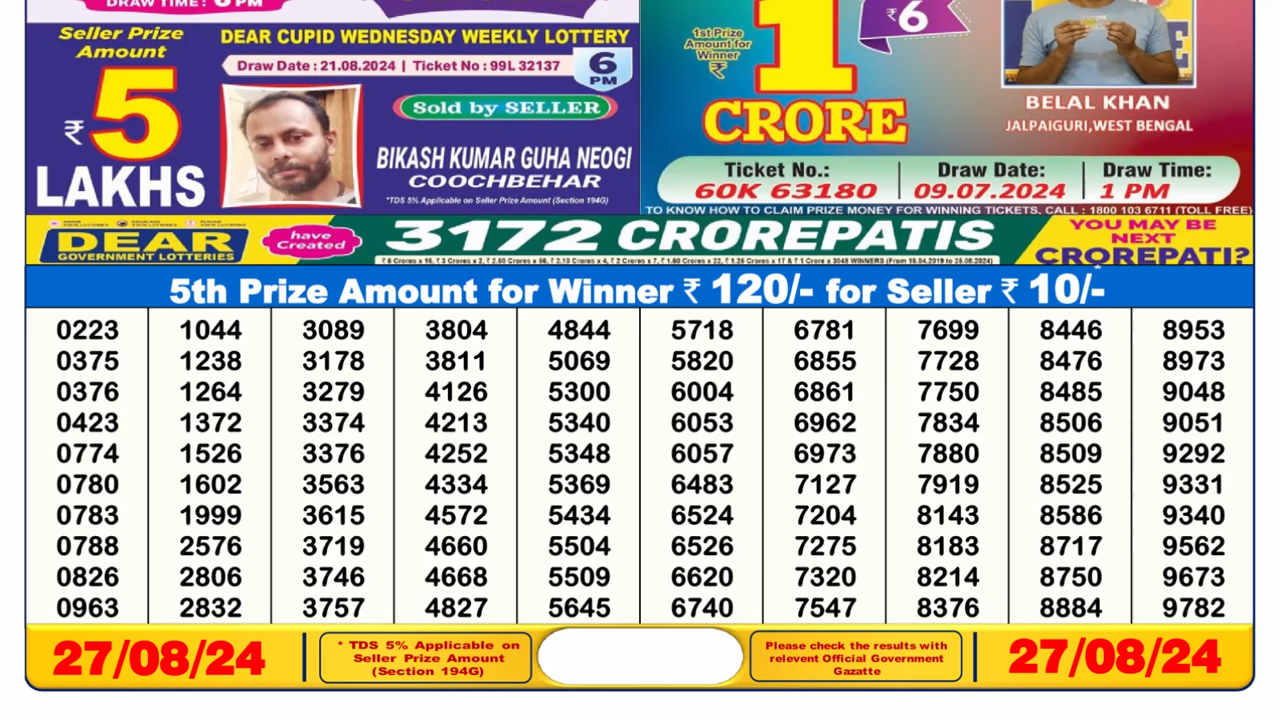 DRAW TIME: 6 PM
Seller Prize
Amount
₹ 5
LAKHS
DEAR CUPID WEDNESDAY WEEKLY LOTTERY
Draw Date : 21.08.2024 | Ticket No : 99L 32137
6
PM
Sold by SELLER
BIKASH KUMAR GUHA NEOGI
COOCHBEHAR
*TDS 5% Applicable on Seller Prize Amount (Section 194G)
₹6
1st Prize
Amount for
Winner
₹
1
CRORE
BELAL KHAN
JALPAIGURI,WEST BENGAL
Ticket No.: | Draw Date: | Draw Time:
60K 63180 | 09.07.2024 | 1 PM
TO KNOW HOW TO CLAIM PRIZE MONEY FOR WINNING TICKETS, CALL : 1800 103 6711 (TOLL FREE)
DEAR
GOVERNMENT LOTTERIES
have
Created
3172 CROREPATIS
YOU MAY BE
NEXT
CROREPATI?
5th Prize Amount for Winner ₹ 120/- for Seller ₹ 10/-*
0223 1044 3089 3804 4844 5718 6781 7699 8446 8953
0375 1238 3178 3811 5069 5820 6855 7728 8476 8973
0376 1264 3279 4126 5300 6004 6861 7750 8485 9048
0423 1372 3374 4213 5340 6053 6962 7834 8506 9051
0774 1526 3376 4252 5348 6057 6973 7880 8509 9292
0780 1602 3563 4334 5369 6483 7127 7919 8525 9331
0783 1999 3615 4572 5434 6524 7204 8143 8586 9340
0788 2576 3719 4660 5504 6526 7275 8183 8717 9562
0826 2806 3746 4668 5509 6620 7320 8214 8750 9673
0963 2832 3757 4827 5645 6740 7547 8376 8884 9782
27/08/24
* TDS 5% Applicable on
Seller Prize Amount
(Section 194G)
Please check the results with
relevent Official Government
Gazatte
27/08/24